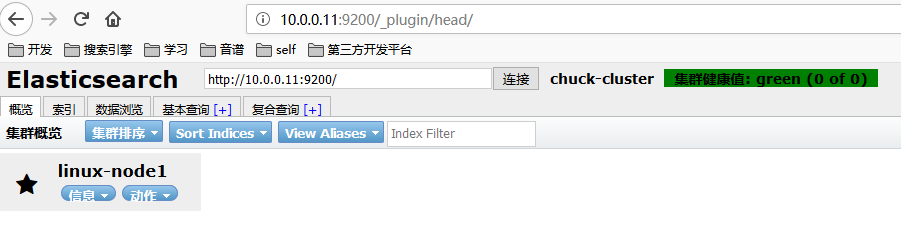 10.0.0.11:9200/_plugin/head/
开发 搜索引擎 学习 音谱 self 第三方开发平台
Elasticsearch http://10.0.0.11:9200/ 连接 chuck-cluster 集群健康值: green (0 of 0)
概览 索引 数据浏览 基本查询 [+] 复合查询 [+]
集群概览 集群排序 Sort Indices View Aliases Index Filter
linux-node1
信息 动作